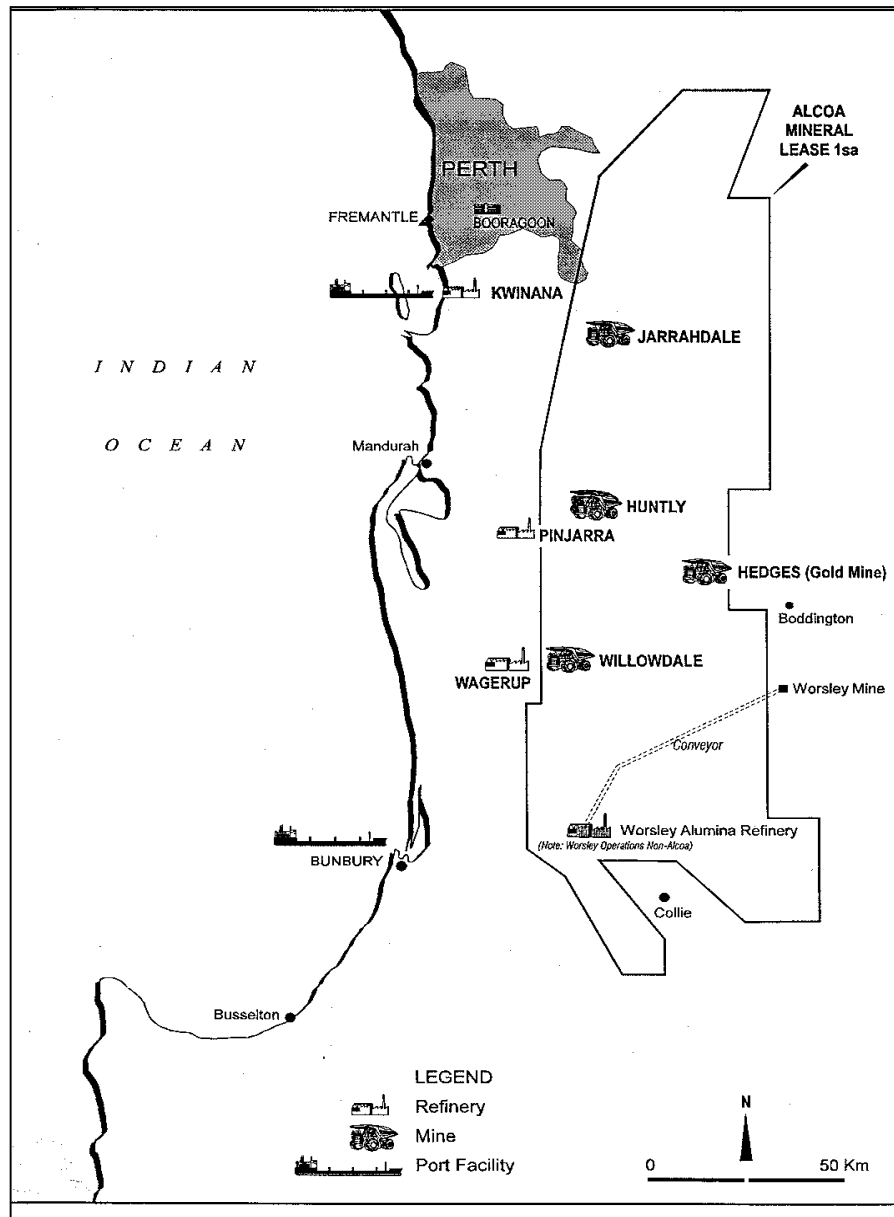 ALCOA
MINERAL
LEASE 1sa
PERTH
FREMANTLE
BOORAGOON
KWINANA
JARRAHDALE
I N D I A N
O C E A N
Mandurah
HUNTLY
PINJARRA
HEDGES (Gold Mine)
Boddington
WILLOWDALE
WAGERUP
Worsley Mine
Conveyor
Worsley Alumina Refinery
(Note: Worsley Operations Non-Alcoa)
BUNBURY
Collie
Busselton
LEGEND
Refinery
Mine
Port Facility
N
0 50 Km